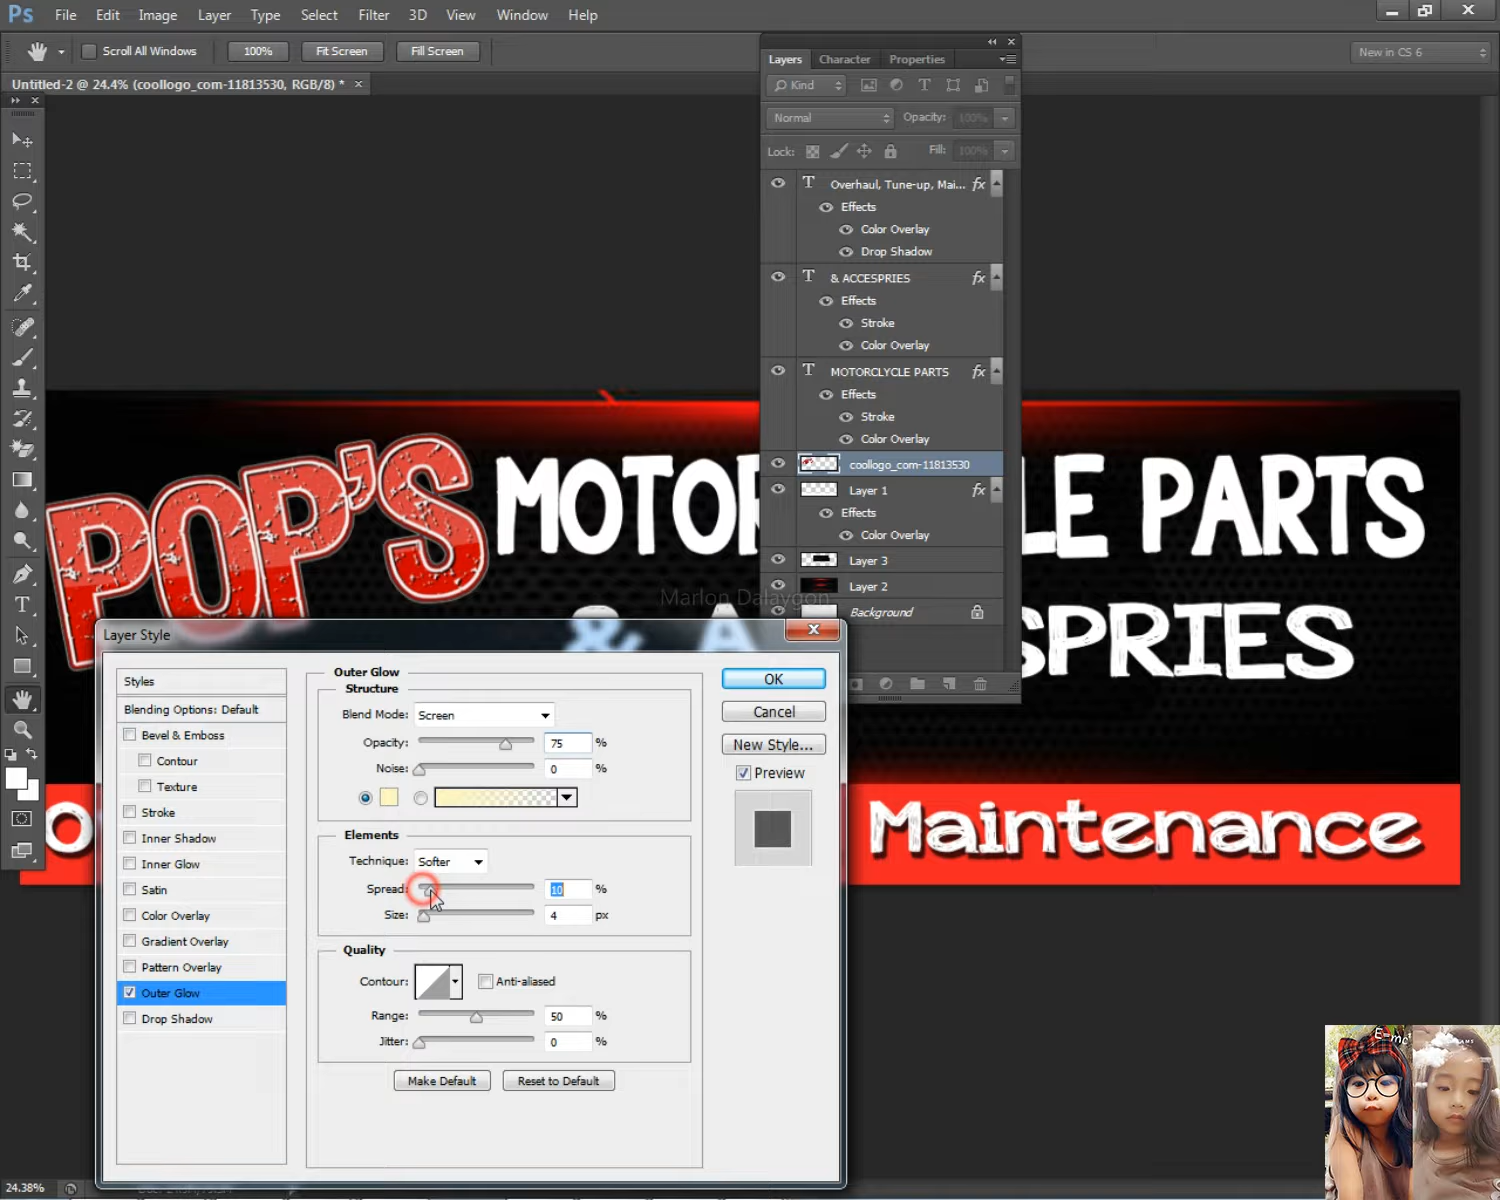 Ps File Edit Image Layer Type Select Filter 3D View Window Help
Scroll All Windows 100% Fit Screen Fill Screen
New in CS 6
Untitled-2 @ 24.4% (coollogo_com-11813530, RGB/8) * ×
Layers Character Properties
Kind
Normal Opacity: 100%
Lock: Fill: 100%
T Overhaul, Tune-up, Mai... fx
Effects
Color Overlay
Drop Shadow
T & ACCESPRIES fx
Effects
Stroke
Color Overlay
T MOTORCLYCLE PARTS fx
Effects
Stroke
Color Overlay
coollogo_com-11813530
Layer 1 fx
Effects
Color Overlay
Layer 3
Layer 2
Background
POP'S MOTOR LE PARTS
Marlon Dalaygon
& A SPRIES
Maintenance
Layer Style
Styles
Blending Options: Default
Bevel & Emboss
Contour
Texture
Stroke
Inner Shadow
Inner Glow
Satin
Color Overlay
Gradient Overlay
Pattern Overlay
Outer Glow
Drop Shadow
Outer Glow
Structure
Blend Mode: Screen
Opacity: 75 %
Noise: 0 %
Elements
Technique: Softer
Spread: 10 %
Size: 4 px
Quality
Contour: Anti-aliased
Range: 50 %
Jitter: 0 %
Make Default Reset to Default
OK
Cancel
New Style...
Preview
24.38%